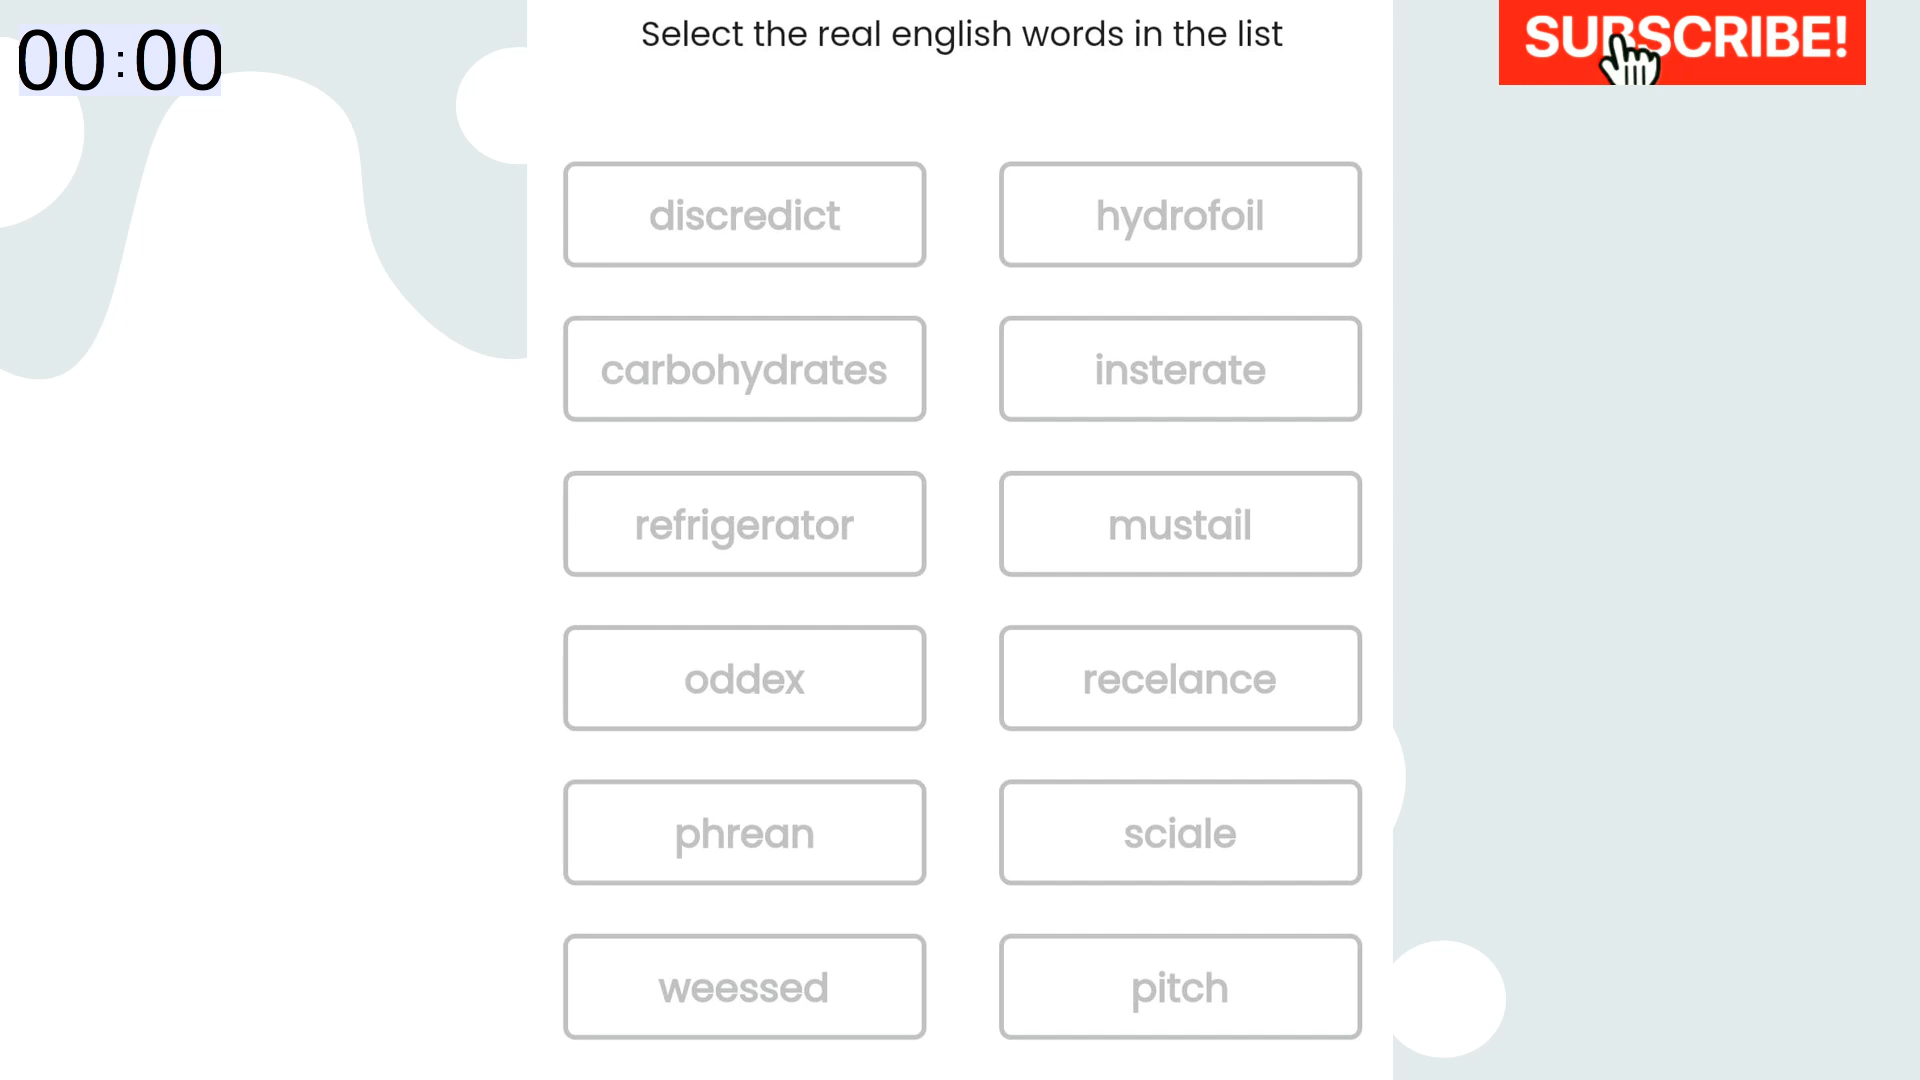 00:00
Select the real english words in the list
SUBSCRIBE!
discredict
hydrofoil
carbohydrates
insterate
refrigerator
mustail
oddex
recelance
phrean
sciale
weessed
pitch